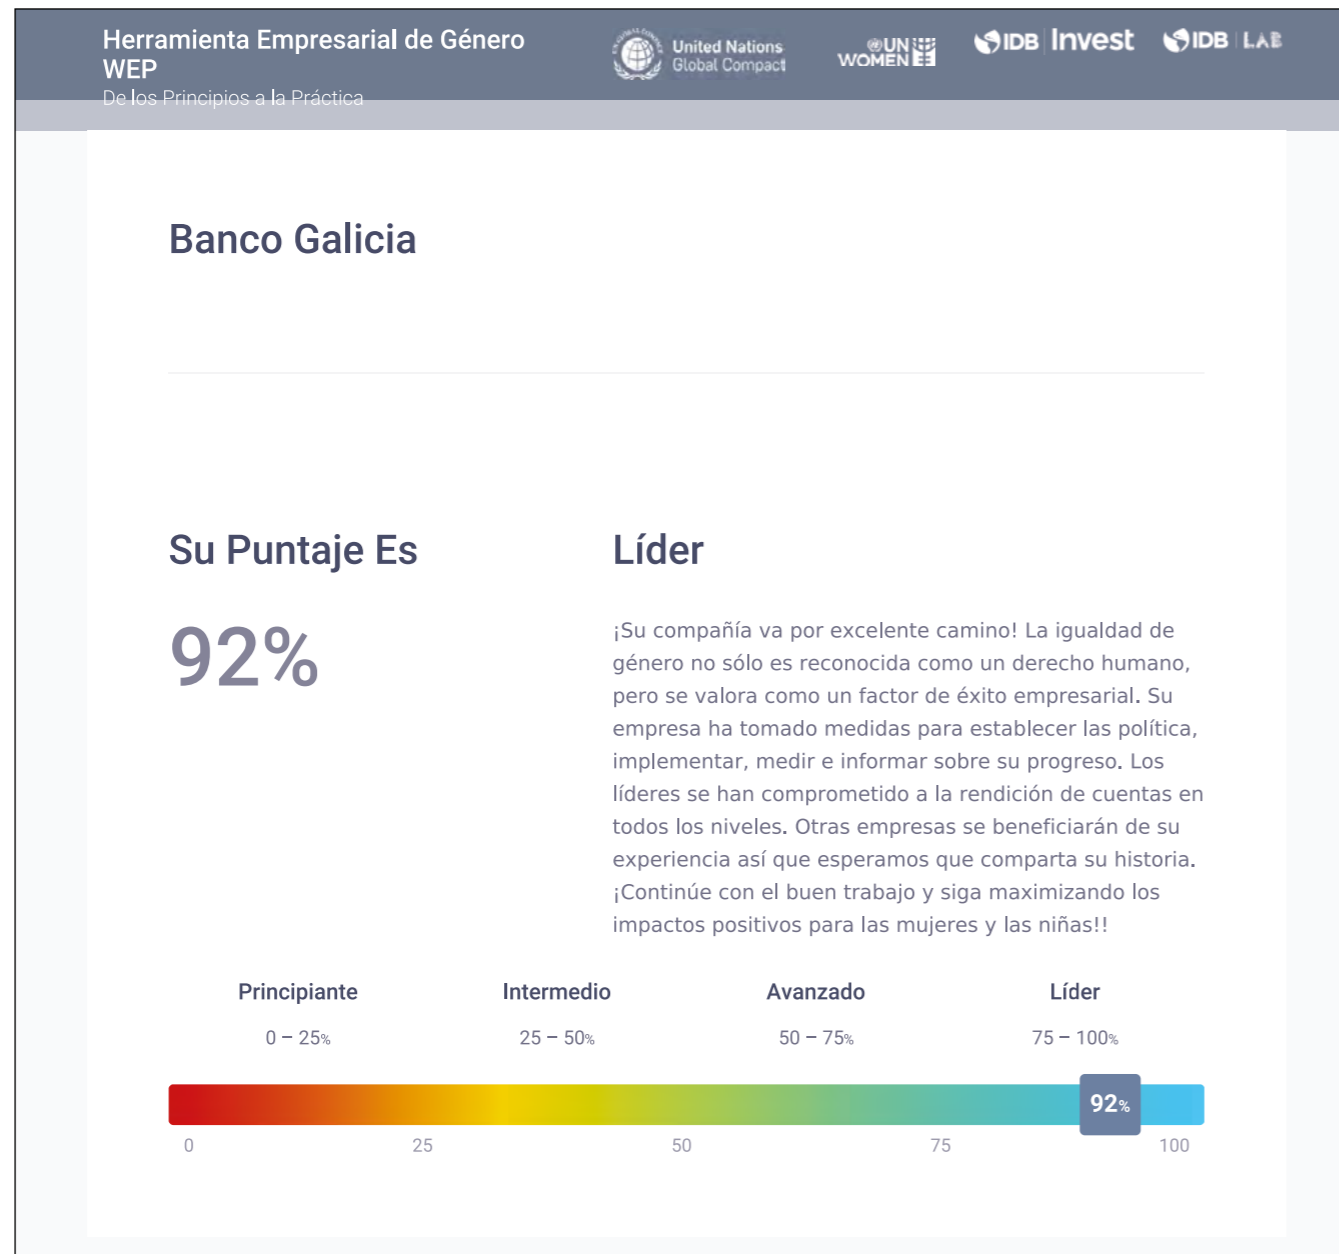 Herramienta Empresarial de Género
WEP
De los Principios a la Práctica
United Nations
Global Compact
UN
WOMEN
IDB Invest
IDB LAB
Banco Galicia
Su Puntaje Es
92%
Líder
¡Su compañía va por excelente camino! La igualdad de
género no sólo es reconocida como un derecho humano,
pero se valora como un factor de éxito empresarial. Su
empresa ha tomado medidas para establecer las política,
implementar, medir e informar sobre su progreso. Los
líderes se han comprometido a la rendición de cuentas en
todos los niveles. Otras empresas se beneficiarán de su
experiencia así que esperamos que comparta su historia.
¡Continúe con el buen trabajo y siga maximizando los
impactos positivos para las mujeres y las niñas!!
Principiante Intermedio Avanzado Líder
0 – 25% 25 – 50% 50 – 75% 75 – 100%
92%
0 25 50 75 100